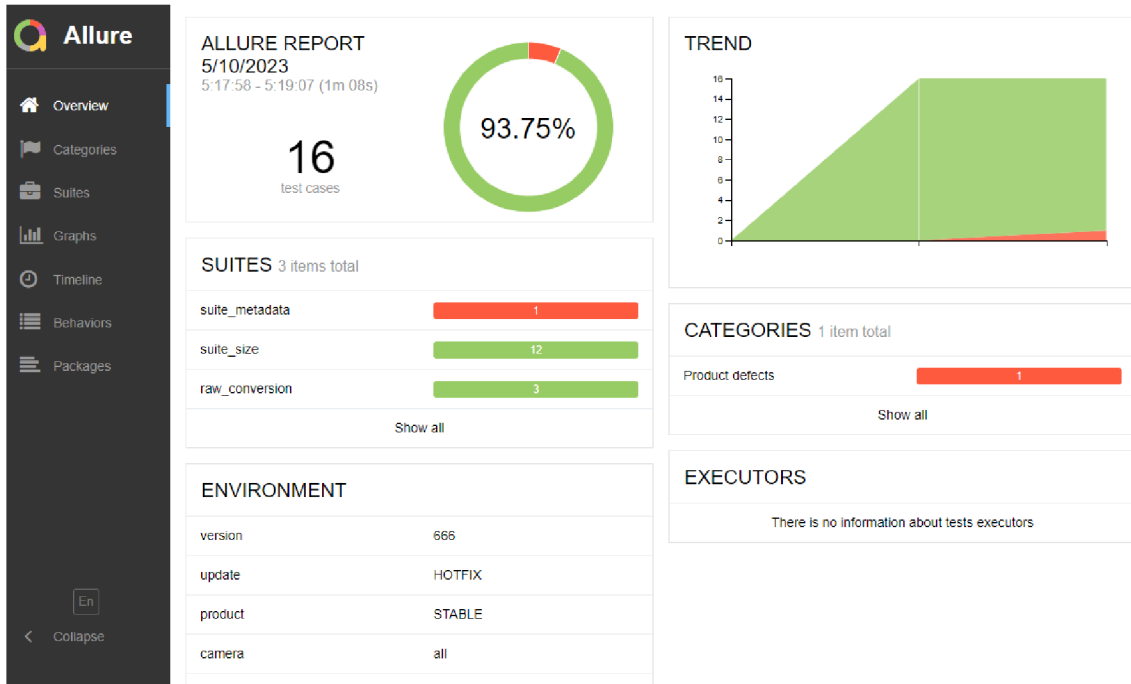 Allure
Overview
Categories
Suites
Graphs
Timeline
Behaviors
Packages
En
Collapse
ALLURE REPORT
5/10/2023
5:17:58 - 5:19:07 (1m 08s)
16
test cases
93.75%
SUITES 3 items total
suite_metadata 1
suite_size 12
raw_conversion 3
Show all
ENVIRONMENT
version 666
update HOTFIX
product STABLE
camera all
TREND
16
14
12
10
8
6
4
2
0
CATEGORIES 1 item total
Product defects 1
Show all
EXECUTORS
There is no information about tests executors